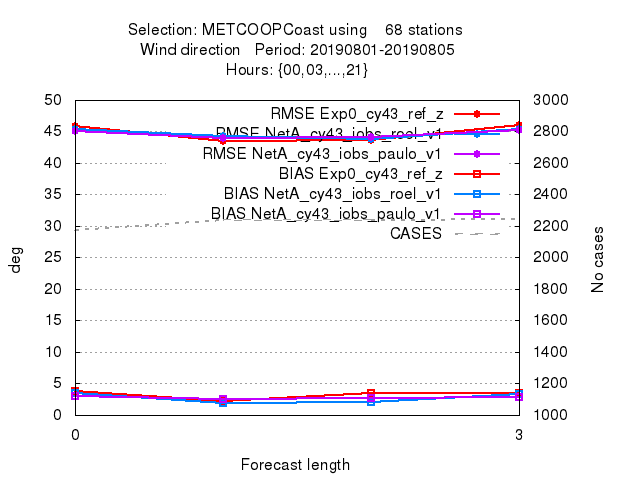 Selection: METCOOPCoast using 68 stations
Wind direction Period: 20190801-20190805
Hours: {00,03,...,21}
50 3000
RMSE Exp0_cy43_ref_z
45 RMSE NetA_cy43_iobs_roel_v1 2800
RMSE NetA_cy43_iobs_paulo_v1
40 2600
BIAS Exp0_cy43_ref_z
35 BIAS NetA_cy43_iobs_roel_v1 2400
BIAS NetA_cy43_iobs_paulo_v1
30 2200
CASES
25 2000
20 1800
15 1600
10 1400
5 1200
0 1000
deg
No cases
0 3
Forecast length